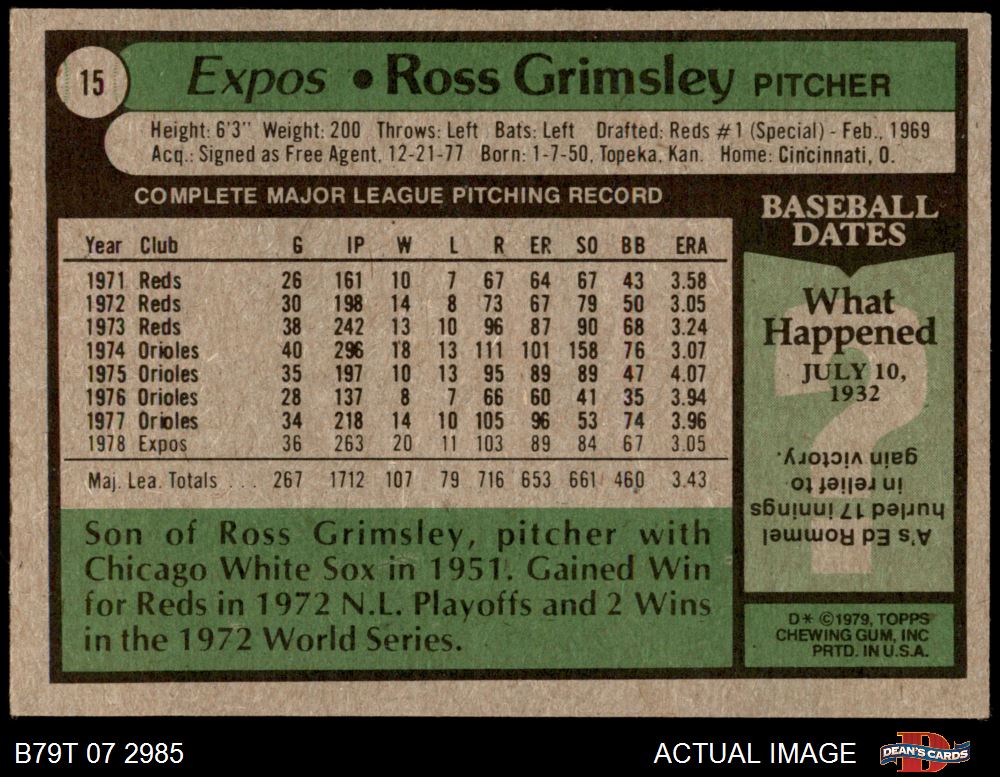 15
Expos • Ross Grimsley PITCHER
Height: 6'3" Weight: 200 Throws: Left Bats: Left Drafted: Reds #1 (Special) - Feb., 1969
Acq.: Signed as Free Agent, 12-21-77 Born: 1-7-50, Topeka, Kan. Home: Cincinnati, O.
COMPLETE MAJOR LEAGUE PITCHING RECORD
Year Club G IP W L R ER SO BB ERA
1971 Reds 26 161 10 7 67 64 67 43 3.58
1972 Reds 30 198 14 8 73 67 79 50 3.05
1973 Reds 38 242 13 10 96 87 90 68 3.24
1974 Orioles 40 296 18 13 111 101 158 76 3.07
1975 Orioles 35 197 10 13 95 89 89 47 4.07
1976 Orioles 28 137 8 7 66 60 41 35 3.94
1977 Orioles 34 218 14 10 105 96 53 74 3.96
1978 Expos 36 263 20 11 103 89 84 67 3.05
Maj. Lea. Totals ... 267 1712 107 79 716 653 661 460 3.43
Son of Ross Grimsley, pitcher with
Chicago White Sox in 1951. Gained Win
for Reds in 1972 N.L. Playoffs and 2 Wins
in the 1972 World Series.
BASEBALL
DATES
What
Happened
JULY 10,
1932
A's Ed Rommel
hurled 17 innings
in relief to
gain victory.
D* © 1979, TOPPS
CHEWING GUM, INC
PRTD. IN U.S.A.
B79T 07 2985
ACTUAL IMAGE
DEAN'S CARDS